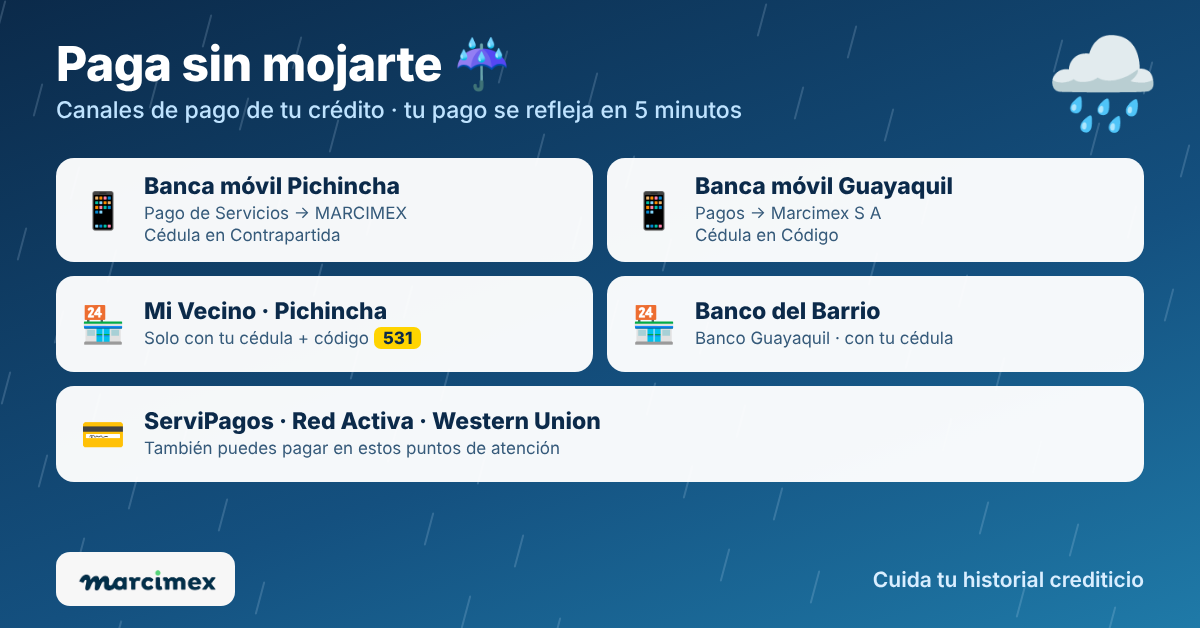 Paga sin mojarte
Canales de pago de tu crédito · tu pago se refleja en 5 minutos
Banca móvil Pichincha
Pago de Servicios → MARCIMEX
Cédula en Contrapartida
Banca móvil Guayaquil
Pagos → Marcimex S A
Cédula en Código
24
Mi Vecino · Pichincha
Solo con tu cédula + código 531
24
Banco del Barrio
Banco Guayaquil · con tu cédula
ServiPagos · Red Activa · Western Union
También puedes pagar en estos puntos de atención
marcimex
Cuida tu historial crediticio